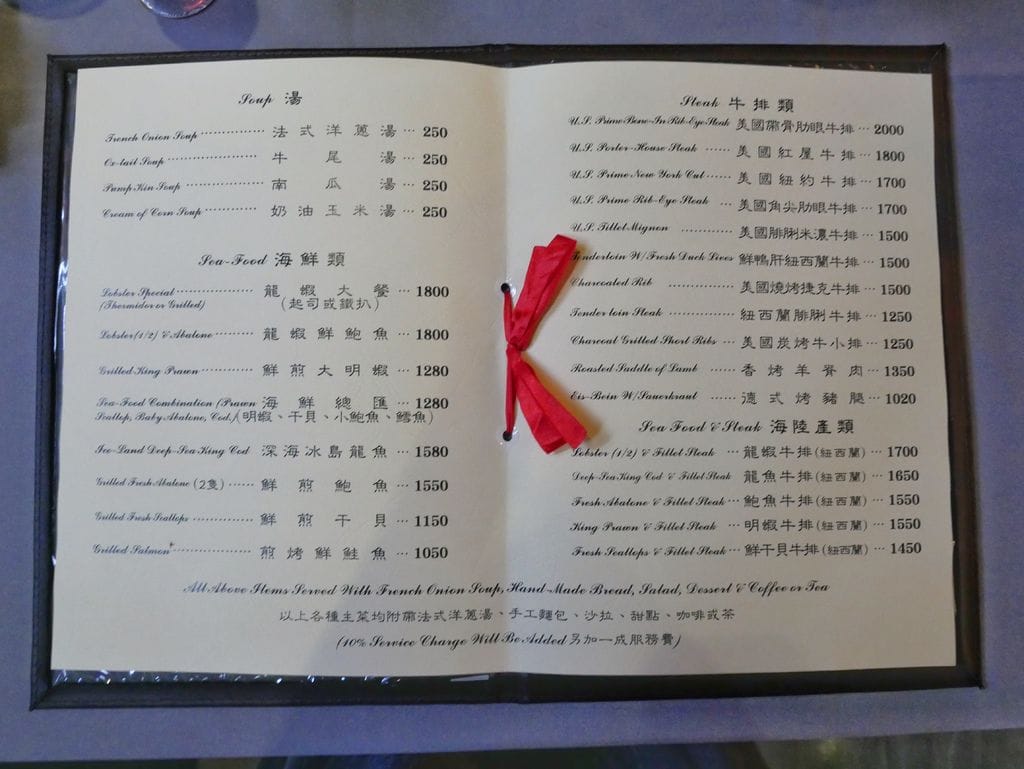 Soup 湯
French Onion Soup ·············· 法式洋蔥湯 ··· 250
Ox-tail Soup ···················· 牛尾湯 ··· 250
Pump Kin Soup ················· 南瓜湯 ··· 250
Cream of Corn Soup ············ 奶油玉米湯 ··· 250
Sea-Food 海鮮類
Lobster Special ················· 龍蝦大餐 ··· 1800
(Thermidor or Grilled) (起司或鐵扒)
Lobster (1/2) & Abalone ·········· 龍蝦鮮鮑魚 ··· 1800
Grilled King Prawn ············· 鮮煎大明蝦 ··· 1280
Sea-Food Combination (Prawn 海鮮總匯 ··· 1280
Scallop, Baby Abalone, Cod.) (明蝦、干貝、小鮑魚、鱈魚)
Ice-Land Deep-Sea King Cod 深海冰島龍魚 ··· 1580
Grilled Fresh Abalone (2隻) ······ 鮮煎鮑魚 ··· 1550
Grilled Fresh Scallops ············· 鮮煎干貝 ··· 1150
Grilled Salmon ················· 煎烤鮮鮭魚 ··· 1050
Steak 牛排類
U.S. Prime Bone-In Rib-Eye Steak 美國帶骨肋眼牛排 ··· 2000
U.S. Porter-House Steak ······ 美國紅屋牛排 ··· 1800
U.S. Prime New York Cut ······ 美國紐約牛排 ··· 1700
U.S. Prime Rib-Eye Steak ··· 美國角尖肋眼牛排 ··· 1700
U.S. Fillet Mignon ············ 美國腓脷米濃牛排 ··· 1500
Tenderloin W/Fresh Duck Lives 鮮鴨肝紐西蘭牛排 ··· 1500
Charcoated Rib ············ 美國燒烤捷克牛排 ··· 1500
Tender loin Steak ············ 紐西蘭腓脷牛排 ··· 1250
Charcoal Grilled Short Ribs ··· 美國炭烤牛小排 ··· 1250
Roasted Saddle of Lamb ······ 香烤羊脊肉 ··· 1350
Eis-Bein W/Sauerkraut ······ 德式烤豬腿 ··· 1020
Sea Food & Steak 海陸產類
Lobster (1/2) & Fillet Steak ··· 龍蝦牛排(紐西蘭) ··· 1700
Deep-Sea King Cod & Fillet Steak 龍魚牛排(紐西蘭) ··· 1650
Fresh Abalone & Fillet Steak ··· 鮑魚牛排(紐西蘭) ··· 1550
King Prawn & Fillet Steak ··· 明蝦牛排(紐西蘭) ··· 1550
Fresh Scallops & Fillet Steak ··· 鮮干貝牛排(紐西蘭) ··· 1450
All Above Items Served With French Onion Soup, Hand-Made Bread, Salad, Dessert & Coffee or Tea
以上各種主菜均附帶法式洋蔥湯、手工麵包、沙拉、甜點、咖啡或茶
(10% Service Charge Will Be Added 另加一成服務費)